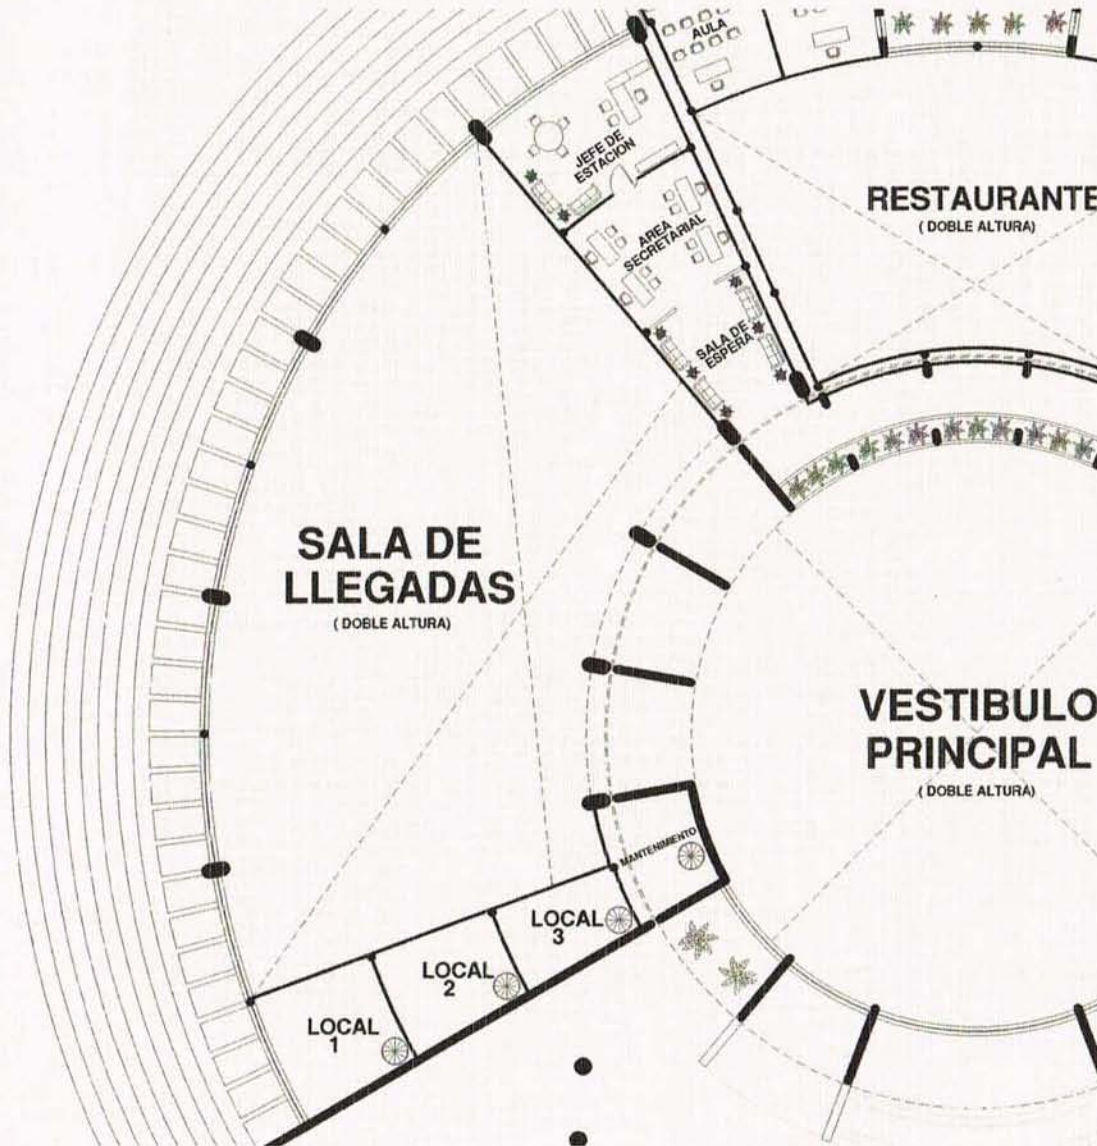 AULA
JEFE DE
ESTACION
RESTAURANTE
( DOBLE ALTURA)
AREA
SECRETARIAL
SALA DE
ESPERA
SALA DE
LLEGADAS
( DOBLE ALTURA)
VESTIBULO
PRINCIPAL
( DOBLE ALTURA)
MANTENIMIENTO
LOCAL
3
LOCAL
2
LOCAL
1